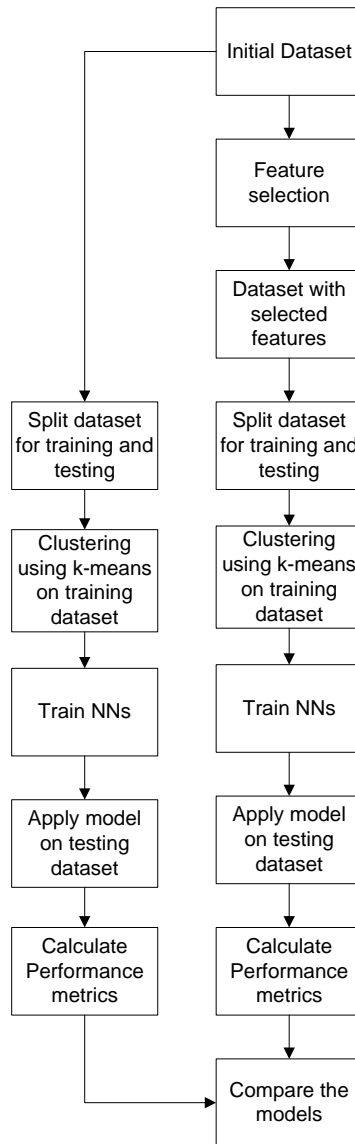 Initial Dataset
Feature
selection
Dataset with
selected
features
Split dataset
for training and
testing
Split dataset
for training and
testing
Clustering
using k-means
on training
dataset
Clustering
using k-means
on training
dataset
Train NNs
Train NNs
Apply model
on testing
dataset
Apply model
on testing
dataset
Calculate
Performance
metrics
Calculate
Performance
metrics
Compare the
models